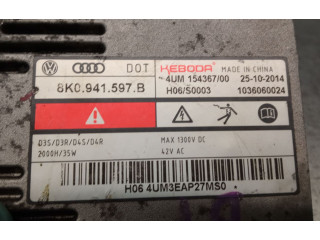 DOT KEBODA MADE IN CHINA
4UM 154367/00 25-10-2014
8K0.941.597.B H06/S0003 1036060024
D3S/D3R/D4S/D4R MAX 1300V DC
2000H/35W 42V AC
H06 4UM3EAP27MS0